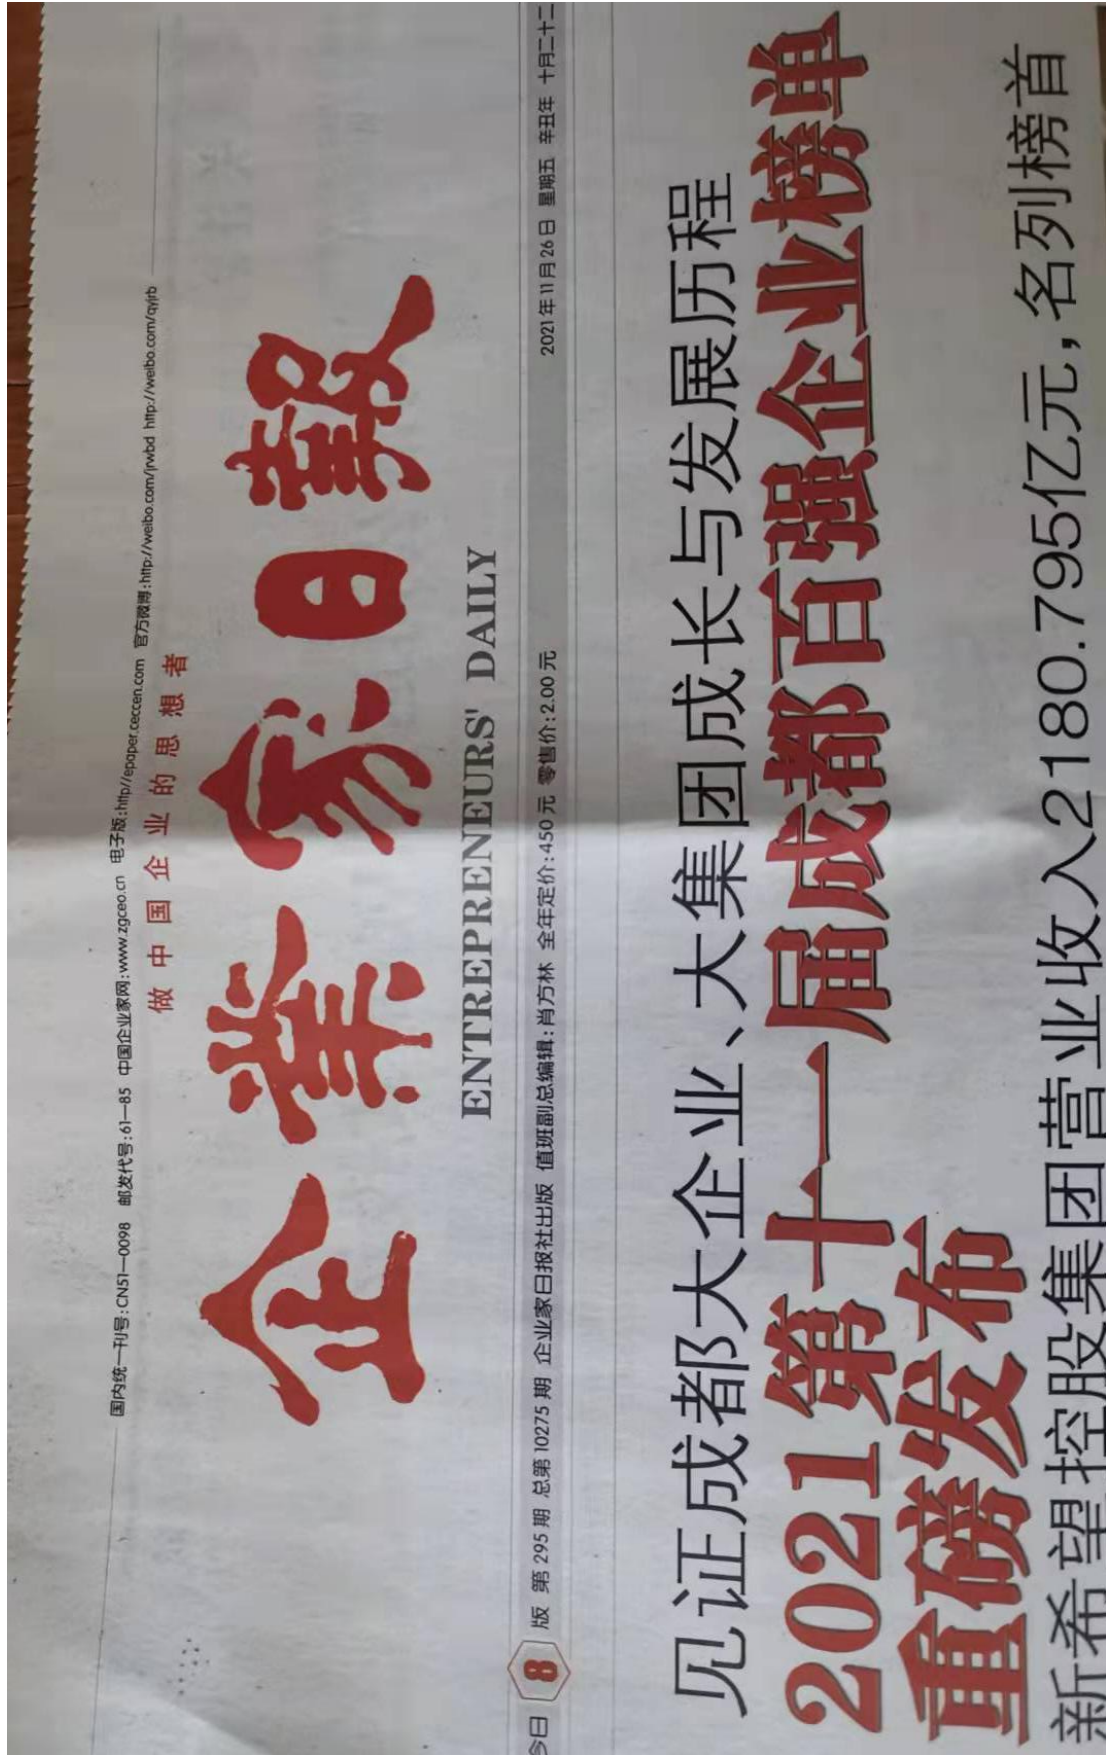 国内统一刊号:CN51—0098 邮发代号:61—85 中国企业家网:www.zgceo.cn 电子版:http//epaper.ceccen.com 官方微博:http://weibo.com/jrwbd http://weibo.com/qyjrb
做中国企业的思想者
企業家日報
ENTREPRENEURS' DAILY
今日 8 版 第295期 总第10275期 企业家日报社出版 值班副总编辑:肖方林 全年定价:450元 零售价:2.00元 2021年11月26日 星期五 辛丑年 十月二十二
见证成都大企业、大集团成长与发展历程
2021第十一届成都百强企业榜单
重磅发布
新希望控股集团营业收入2180.795亿元,名列榜首